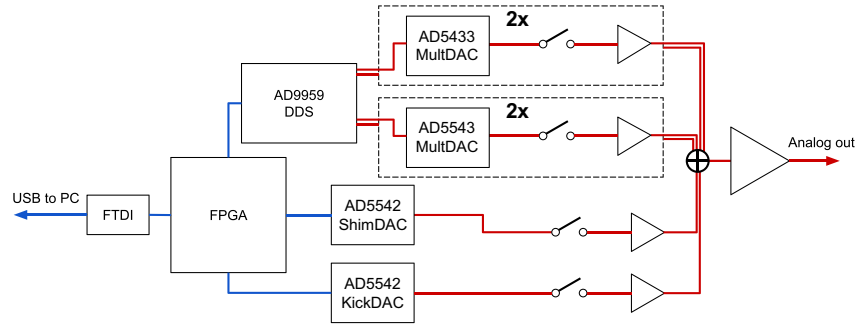 2x
AD5433
MultDAC
AD9959
DDS
2x
AD5543
MultDAC
Analog out
USB to PC
FTDI
FPGA
AD5542
ShimDAC
AD5542
KickDAC